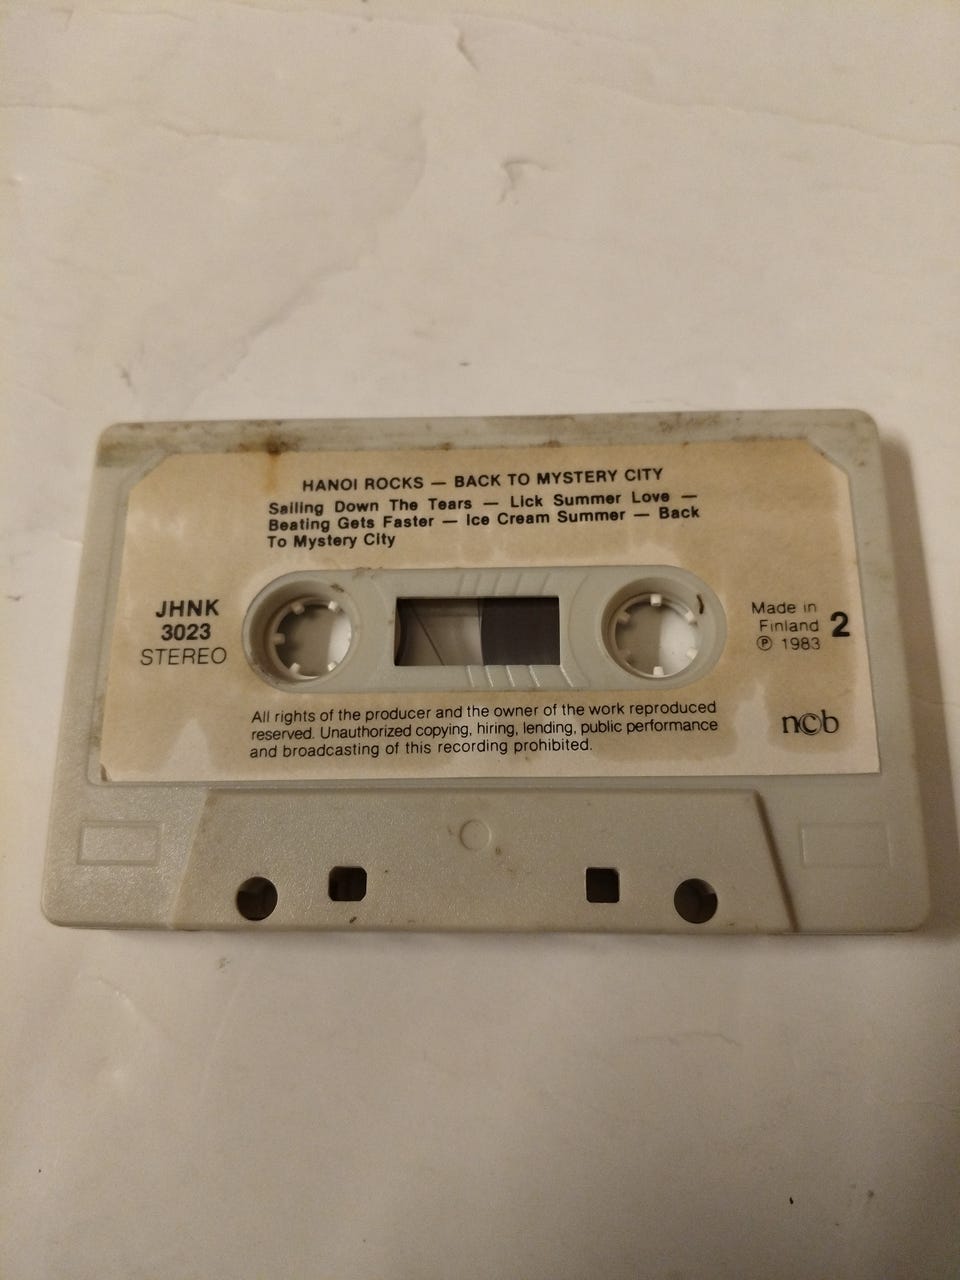 HANOI ROCKS — BACK TO MYSTERY CITY
Sailing Down The Tears — Lick Summer Love —
Beating Gets Faster — Ice Cream Summer — Back
To Mystery City
JHNK
3023
STEREO
Made in
Finland
℗ 1983
2
All rights of the producer and the owner of the work reproduced
reserved. Unauthorized copying, hiring, lending, public performance
and broadcasting of this recording prohibited.
ncb